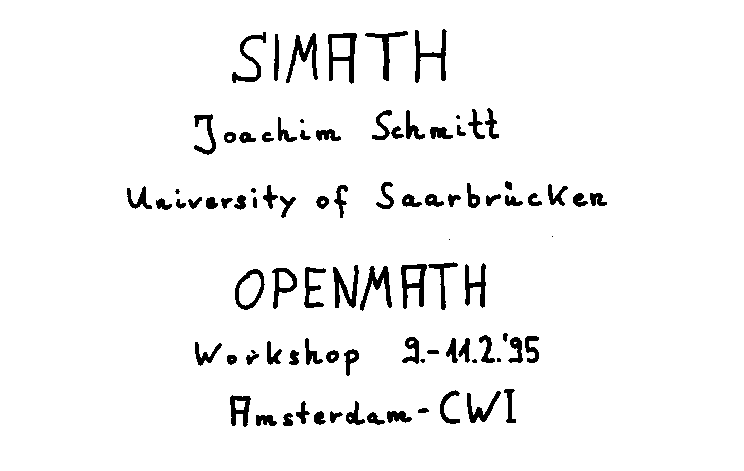 SIMATH
Joachim Schmitt
University of Saarbrücken
OPENMATH
Workshop 9.-11.2.'95
Amsterdam-CWI